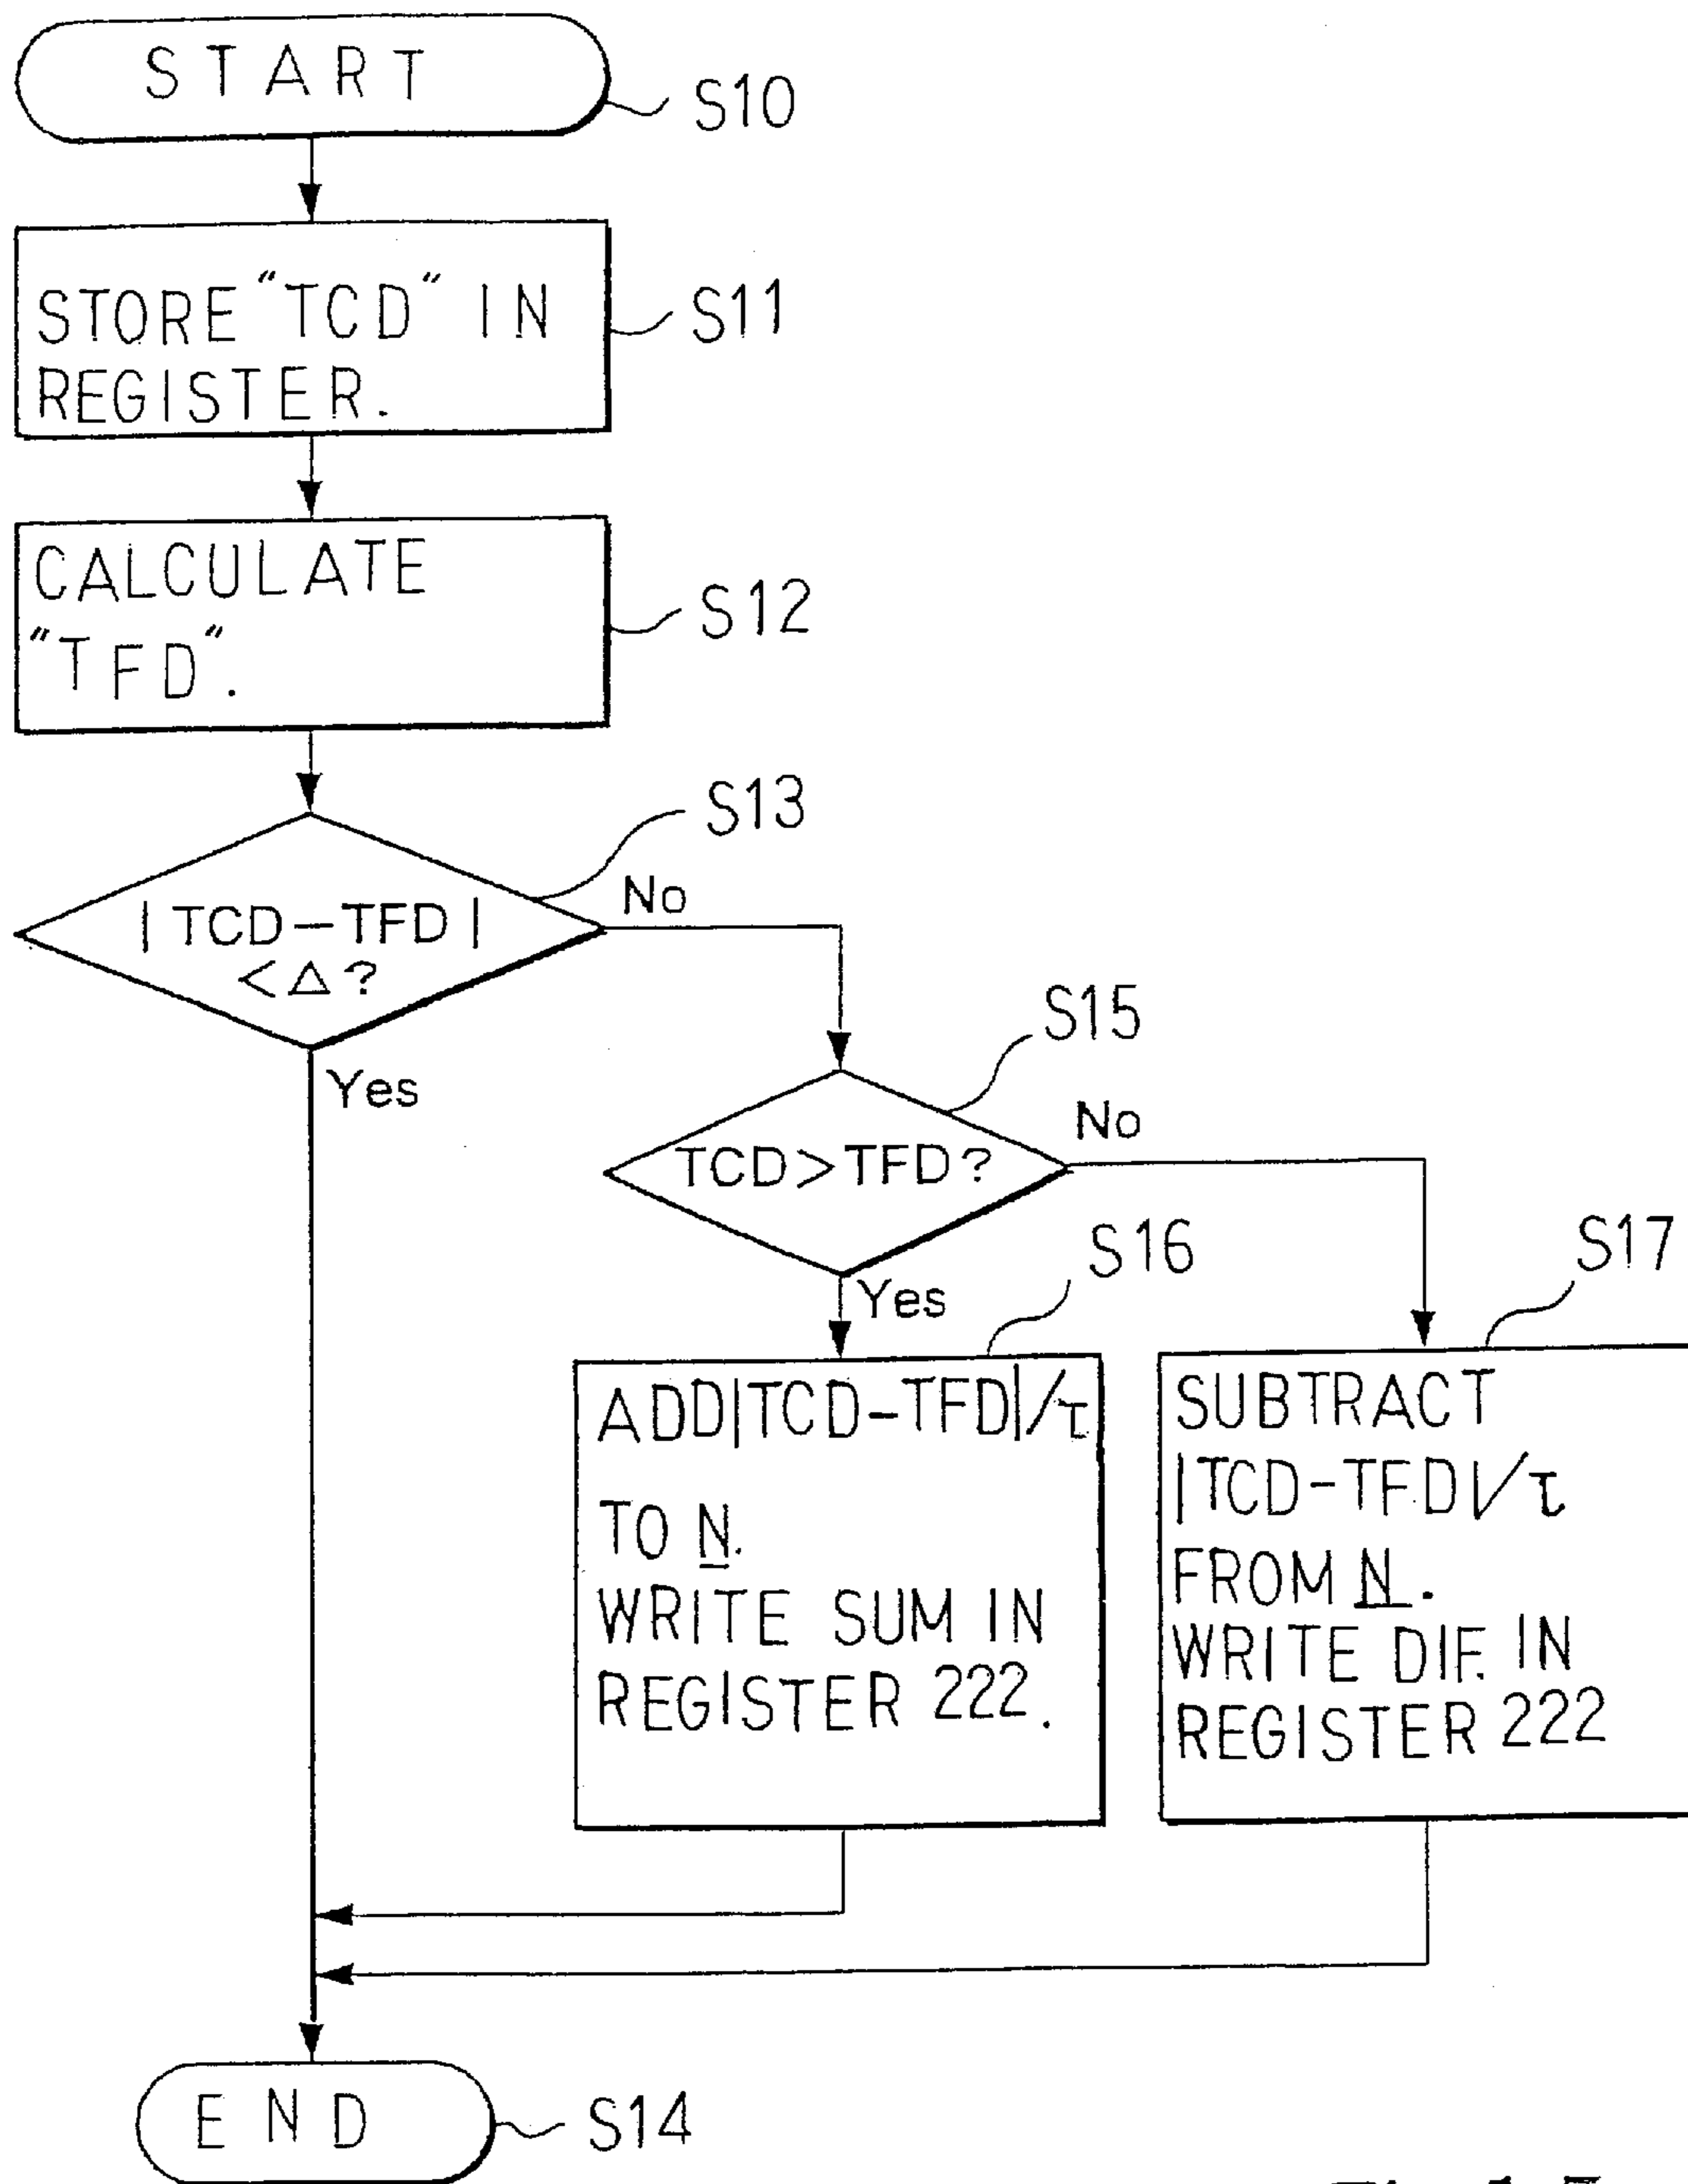 START
S10
STORE "TCD" IN
REGISTER.
S11
CALCULATE
"TFD".
S12
S13
| TCD−TFD |
<△?
No
Yes
S15
TCD>TFD?
No
Yes
S16
ADD|TCD−TFD|/τ
TO N.
WRITE SUM IN
REGISTER 222.
S17
SUBTRACT
|TCD-TFD|/τ
FROM N.
WRITE DIF. IN
REGISTER 222
END
S14